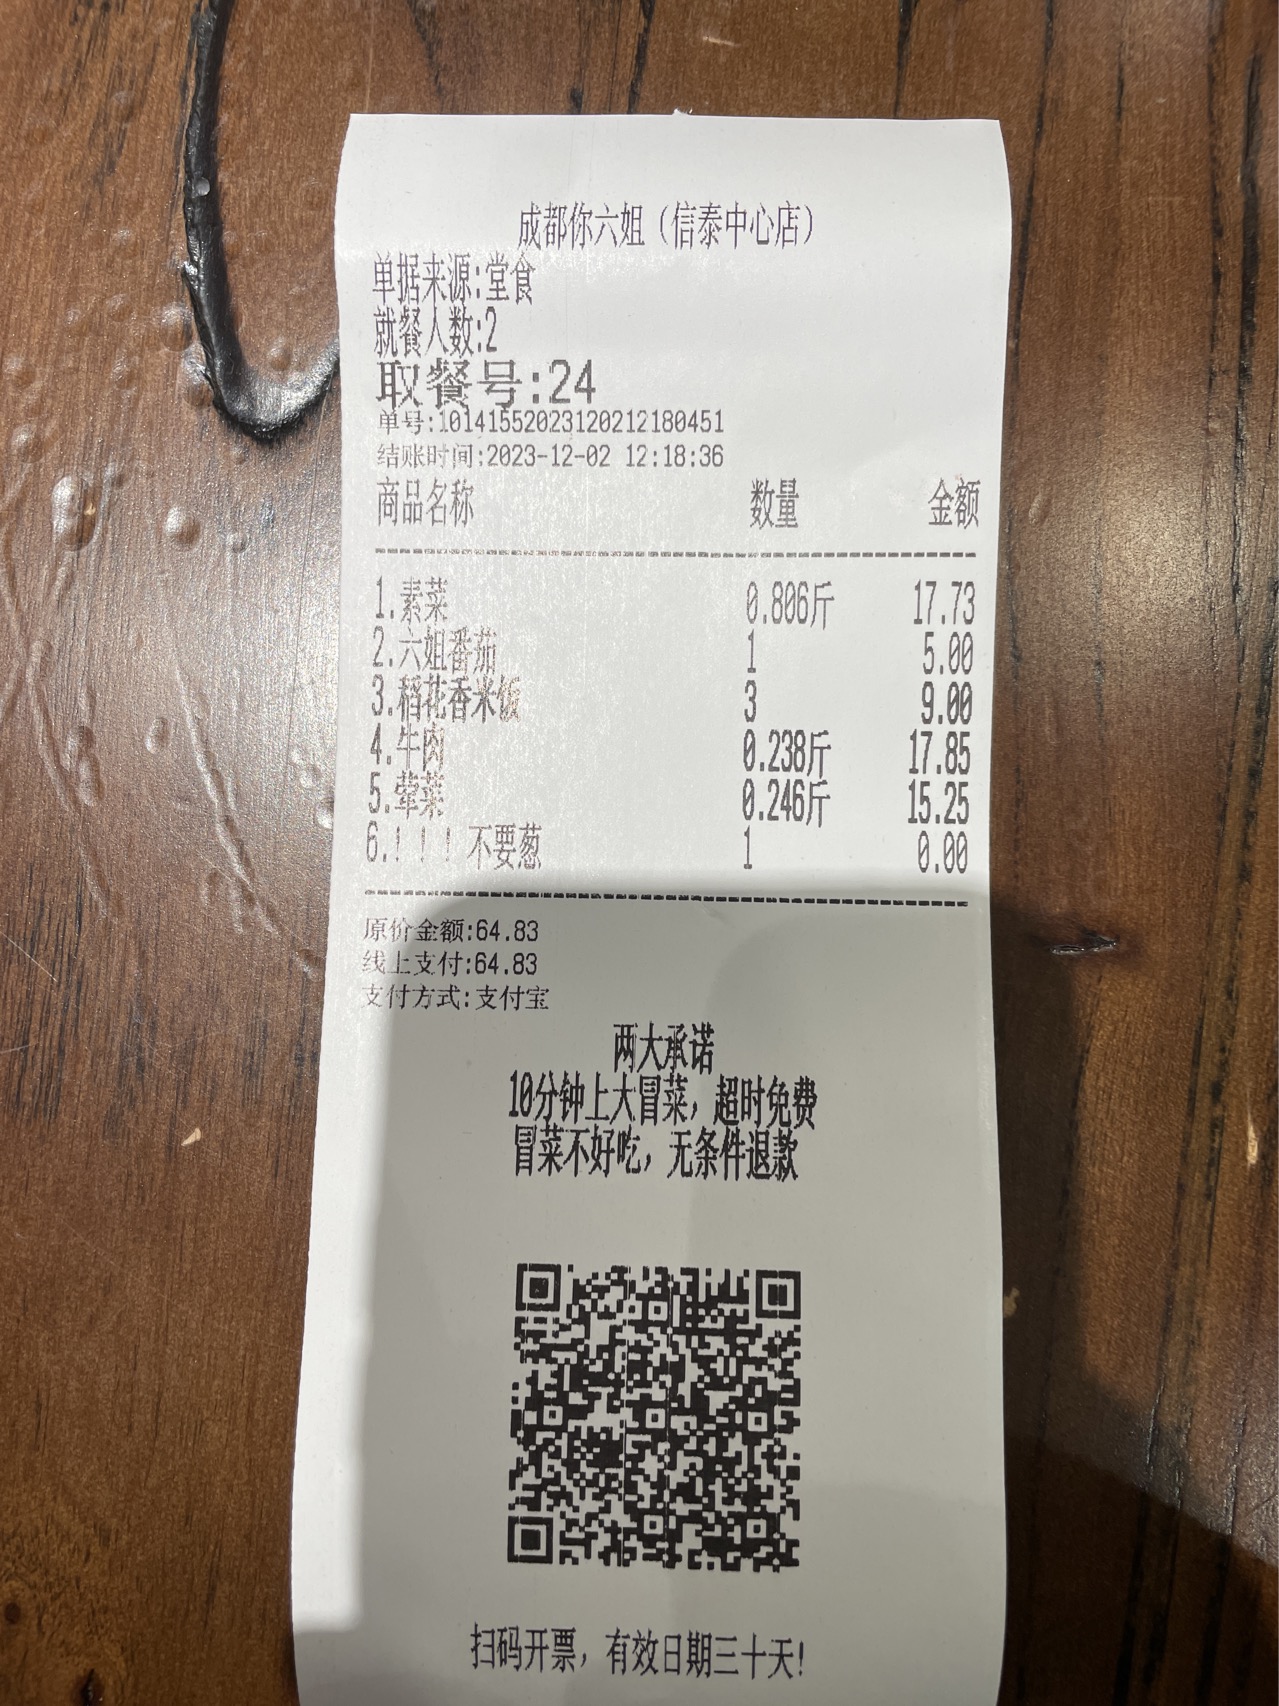 成都你六姐（信泰中心店）
单据来源:堂食
就餐人数:2
取餐号:24
单号:10141552023120212180451
结账时间:2023-12-02 12:18:36
商品名称 数量 金额
1.素菜 0.806斤 17.73
2.六姐番茄 1 5.00
3.稻花香米饭 3 9.00
4.牛肉 0.238斤 17.85
5.荤菜 0.246斤 15.25
6.！！！不要葱 1 0.00
原价金额:64.83
线上支付:64.83
支付方式:支付宝
两大承诺
10分钟上大冒菜，超时免费
冒菜不好吃，无条件退款
扫码开票，有效日期三十天!